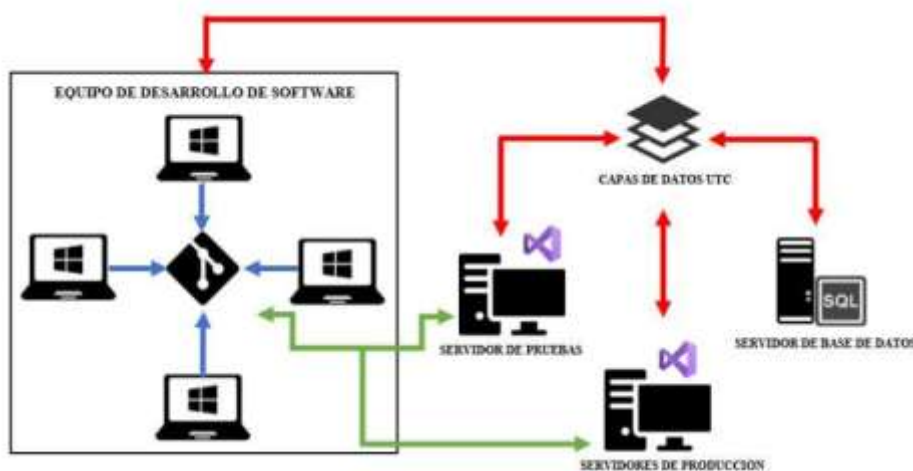 EQUIPO DE DESARROLLO DE SOFTWARE
CAPAS DE DATOS UTC
SQL
SERVIDOR DE PRUEBAS
SERVIDOR DE BASE DE DATOS
SERVIDORES DE PRODUCCION